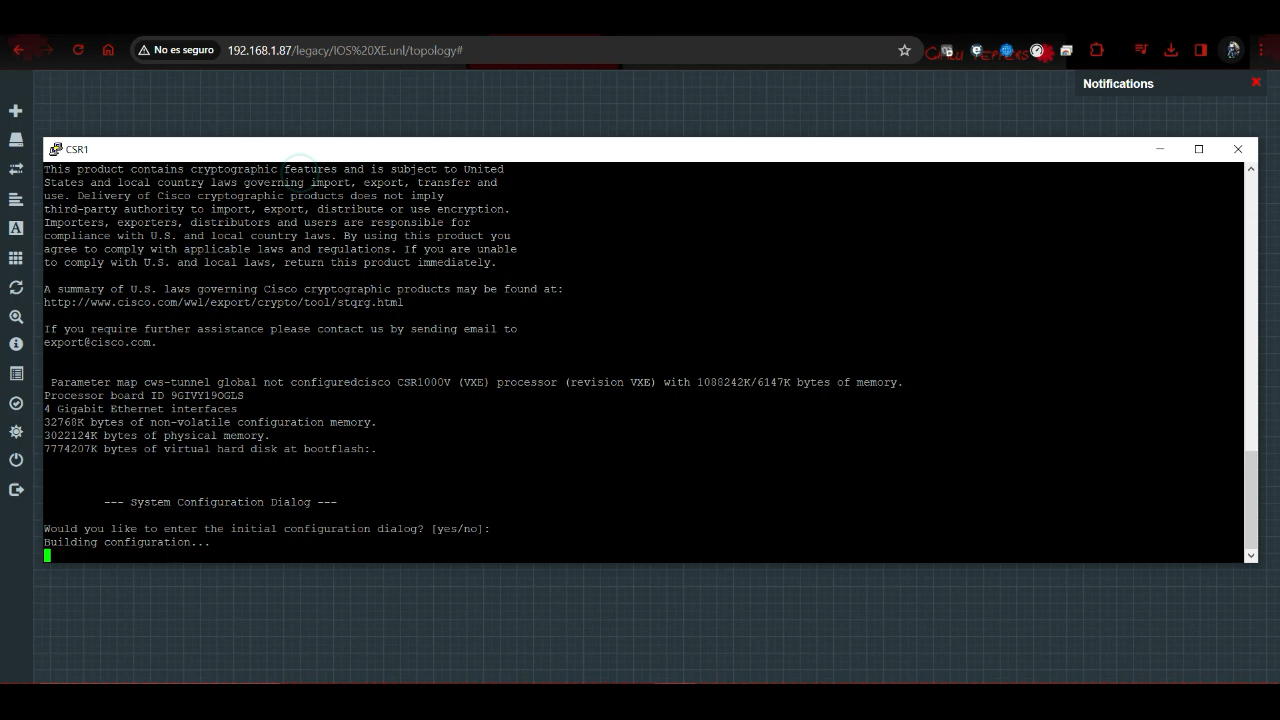 No es seguro
192.168.1.87/legacy/IOS%20XE.unl/topology#
CHILI PEPPERS
Notifications
CSR1
This product contains cryptographic features and is subject to United
States and local country laws governing import, export, transfer and
use. Delivery of Cisco cryptographic products does not imply
third-party authority to import, export, distribute or use encryption.
Importers, exporters, distributors and users are responsible for
compliance with U.S. and local country laws. By using this product you
agree to comply with applicable laws and regulations. If you are unable
to comply with U.S. and local laws, return this product immediately.
A summary of U.S. laws governing Cisco cryptographic products may be found at:
http://www.cisco.com/wwl/export/crypto/tool/stqrg.html
If you require further assistance please contact us by sending email to
export@cisco.com.
Parameter map cws-tunnel global not configuredcisco CSR1000V (VXE) processor (revision VXE) with 1088242K/6147K bytes of memory.
Processor board ID 9GIVY19OGLS
4 Gigabit Ethernet interfaces
32768K bytes of non-volatile configuration memory.
3022124K bytes of physical memory.
7774207K bytes of virtual hard disk at bootflash:.
--- System Configuration Dialog ---
Would you like to enter the initial configuration dialog? [yes/no]:
Building configuration...